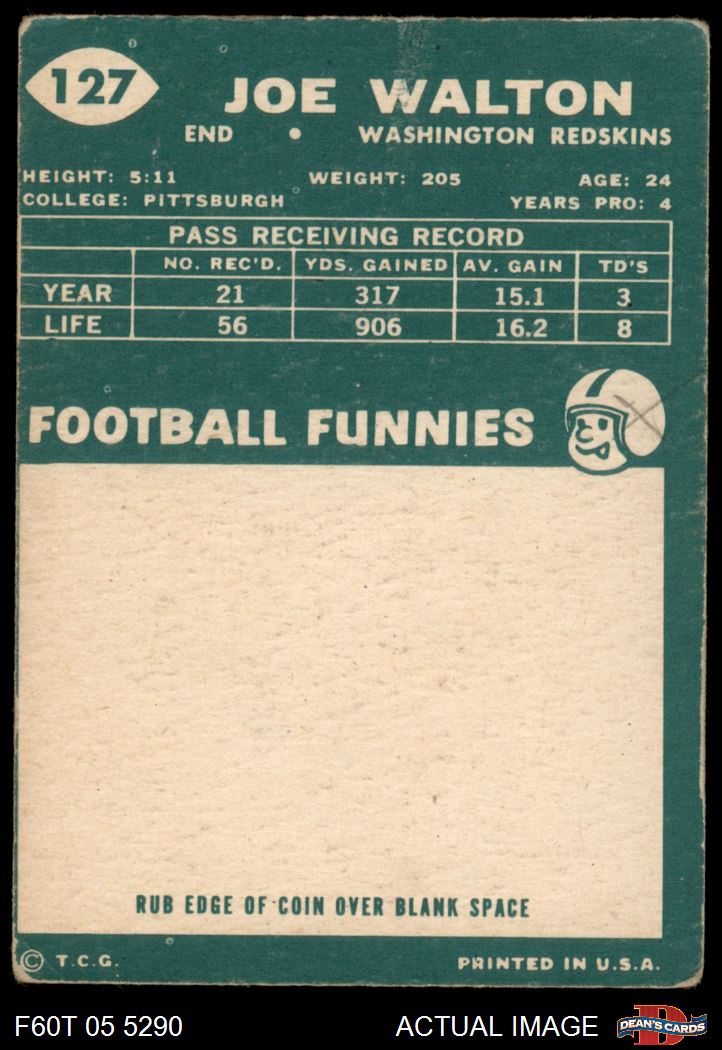 127
JOE WALTON
END • WASHINGTON REDSKINS
HEIGHT: 5:11 WEIGHT: 205 AGE: 24
COLLEGE: PITTSBURGH YEARS PRO: 4
PASS RECEIVING RECORD
NO. REC'D. YDS. GAINED AV. GAIN TD'S
YEAR 21 317 15.1 3
LIFE 56 906 16.2 8
FOOTBALL FUNNIES
RUB EDGE OF COIN OVER BLANK SPACE
© T.C.G. PRINTED IN U.S.A.
F60T 05 5290 ACTUAL IMAGE D DEAN'S CARDS